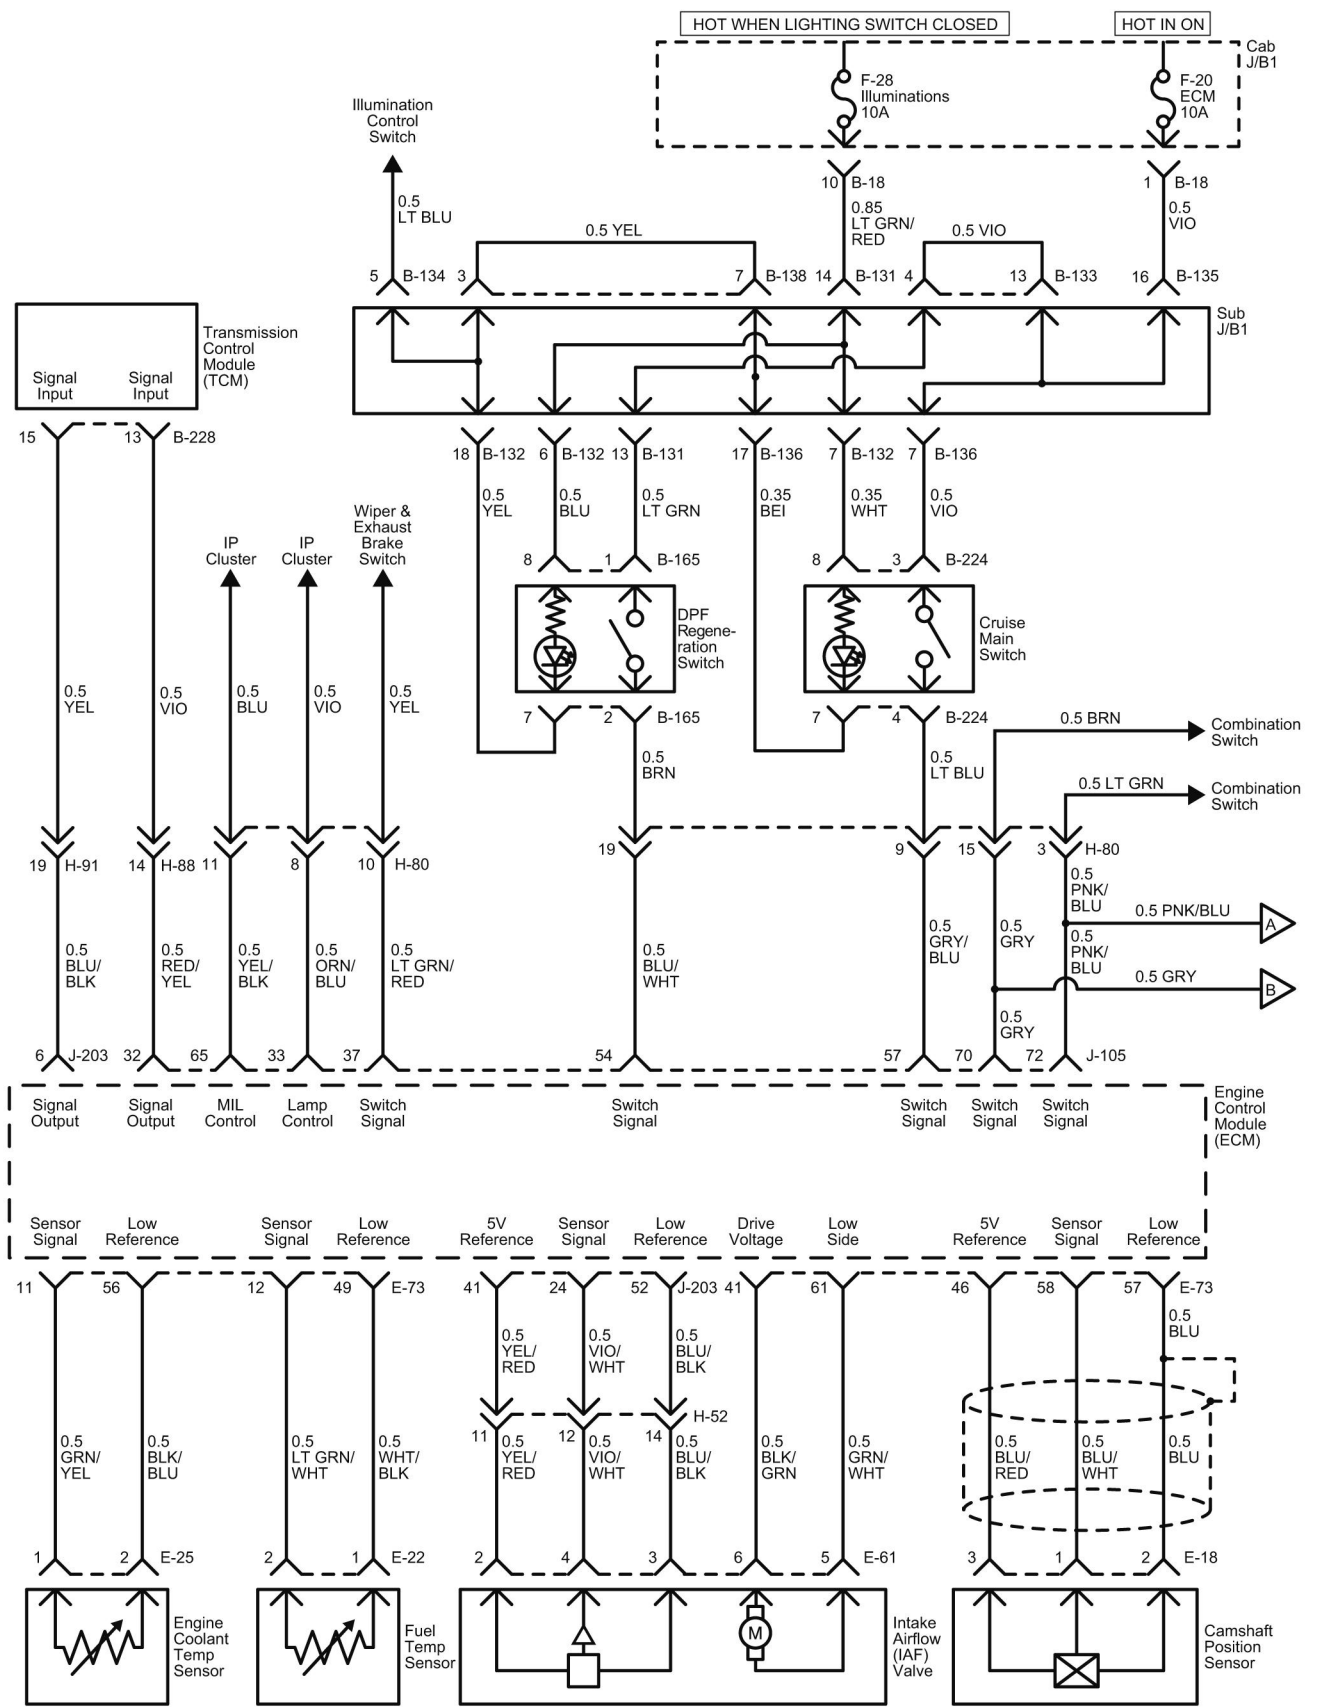 HOT WHEN LIGHTING SWITCH CLOSED
HOT IN ON
Cab
J/B1
F-28
Illuminations
10A
F-20
ECM
10A
Illumination
Control
Switch
10 B-18
1 B-18
0.5
LT BLU
0.85
LT GRN/
RED
0.5
VIO
0.5 YEL
0.5 VIO
5 B-134 3 7 B-138 14 B-131 4 13 B-133 16 B-135
Sub
J/B1
Transmission
Control
Module
(TCM)
Signal
Input
Signal
Input
15 13 B-228
18 B-132 6 B-132 13 B-131 17 B-136 7 B-132 7 B-136
0.5
YEL
0.5
BLU
0.5
LT GRN
0.35
BEI
0.35
WHT
0.5
VIO
IP
Cluster
IP
Cluster
Wiper &
Exhaust
Brake
Switch
8 1 B-165
8 3 B-224
DPF
Regene-
ration
Switch
Cruise
Main
Switch
0.5
YEL
0.5
VIO
0.5
BLU
0.5
VIO
0.5
YEL
7 2 B-165
7 4 B-224
0.5
BRN
0.5
LT BLU
0.5 BRN
Combination
Switch
0.5 LT GRN
Combination
Switch
19 H-91 14 H-88 11 8 10 H-80 19 9 15 3 H-80
0.5
PNK/
BLU
0.5 PNK/BLU
A
0.5
BLU/
BLK
0.5
RED/
YEL
0.5
YEL/
BLK
0.5
ORN/
BLU
0.5
LT GRN/
RED
0.5
BLU/
WHT
0.5
GRY/
BLU
0.5
GRY
0.5
PNK/
BLU
0.5 GRY
B
0.5
GRY
6 J-203 32 65 33 37 54 57 70 72 J-105
Engine
Control
Module
(ECM)
Signal
Output
Signal
Output
MIL
Control
Lamp
Control
Switch
Signal
Switch
Signal
Switch
Signal
Switch
Signal
Switch
Signal
Sensor
Signal
Low
Reference
Sensor
Signal
Low
Reference
5V
Reference
Sensor
Signal
Low
Reference
Drive
Voltage
Low
Side
5V
Reference
Sensor
Signal
Low
Reference
11 56 12 49 E-73 41 24 52 J-203 41 61 46 58 57 E-73
0.5
YEL/
RED
0.5
VIO/
WHT
0.5
BLU/
BLK
0.5
BLU
H-52
11 12 14
0.5
GRN/
YEL
0.5
BLK/
BLU
0.5
LT GRN/
WHT
0.5
WHT/
BLK
0.5
YEL/
RED
0.5
VIO/
WHT
0.5
BLU/
BLK
0.5
BLK/
GRN
0.5
GRN/
WHT
0.5
BLU/
RED
0.5
BLU/
WHT
0.5
BLU
1 2 E-25 2 1 E-22 2 4 3 6 5 E-61 3 1 2 E-18
Engine
Coolant
Temp
Sensor
Fuel
Temp
Sensor
M
Intake
Airflow
(IAF)
Valve
Camshaft
Position
Sensor